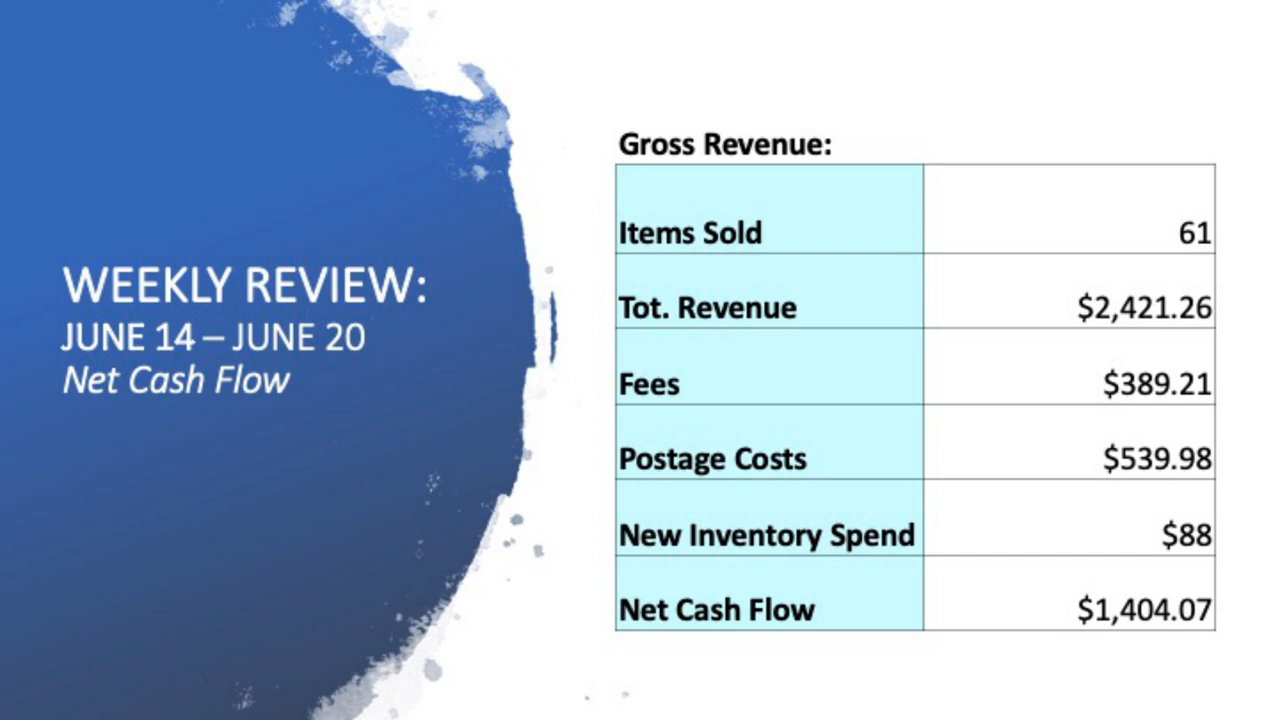 WEEKLY REVIEW:
JUNE 14 – JUNE 20
Net Cash Flow
Gross Revenue:
Items Sold 61
Tot. Revenue $2,421.26
Fees $389.21
Postage Costs $539.98
New Inventory Spend $88
Net Cash Flow $1,404.07